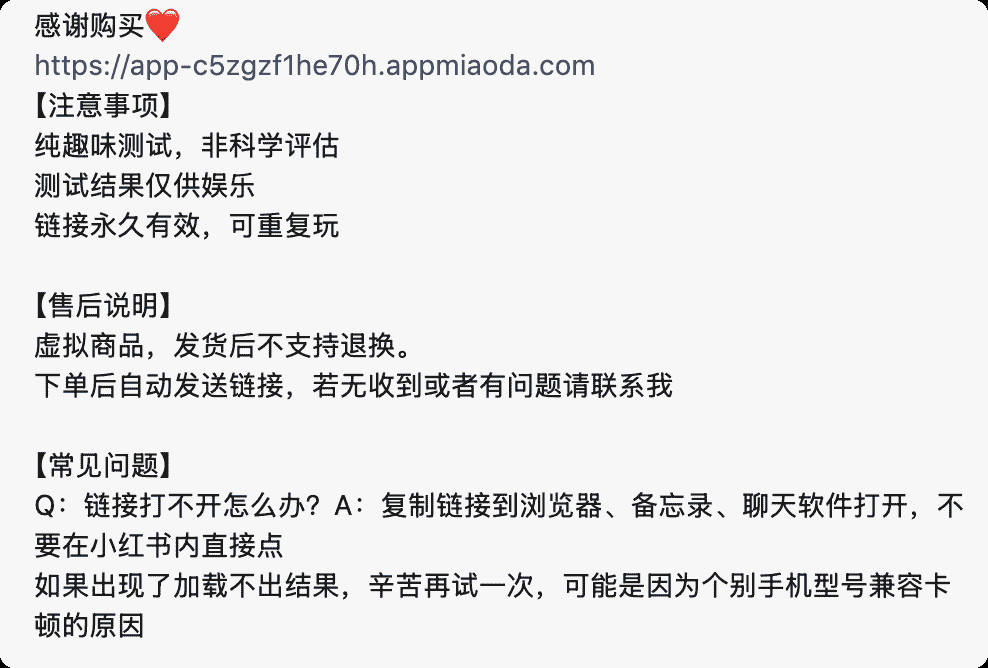 感谢购买❤️
https://app-c5zgzf1he70h.appmiaoda.com
【注意事项】
纯趣味测试，非科学评估
测试结果仅供娱乐
链接永久有效，可重复玩
【售后说明】
虚拟商品，发货后不支持退换。
下单后自动发送链接，若无收到或者有问题请联系我
【常见问题】
Q：链接打不开怎么办？A：复制链接到浏览器、备忘录、聊天软件打开，不
要在小红书内直接点
如果出现了加载不出结果，辛苦再试一次，可能是因为个别手机型号兼容卡
顿的原因